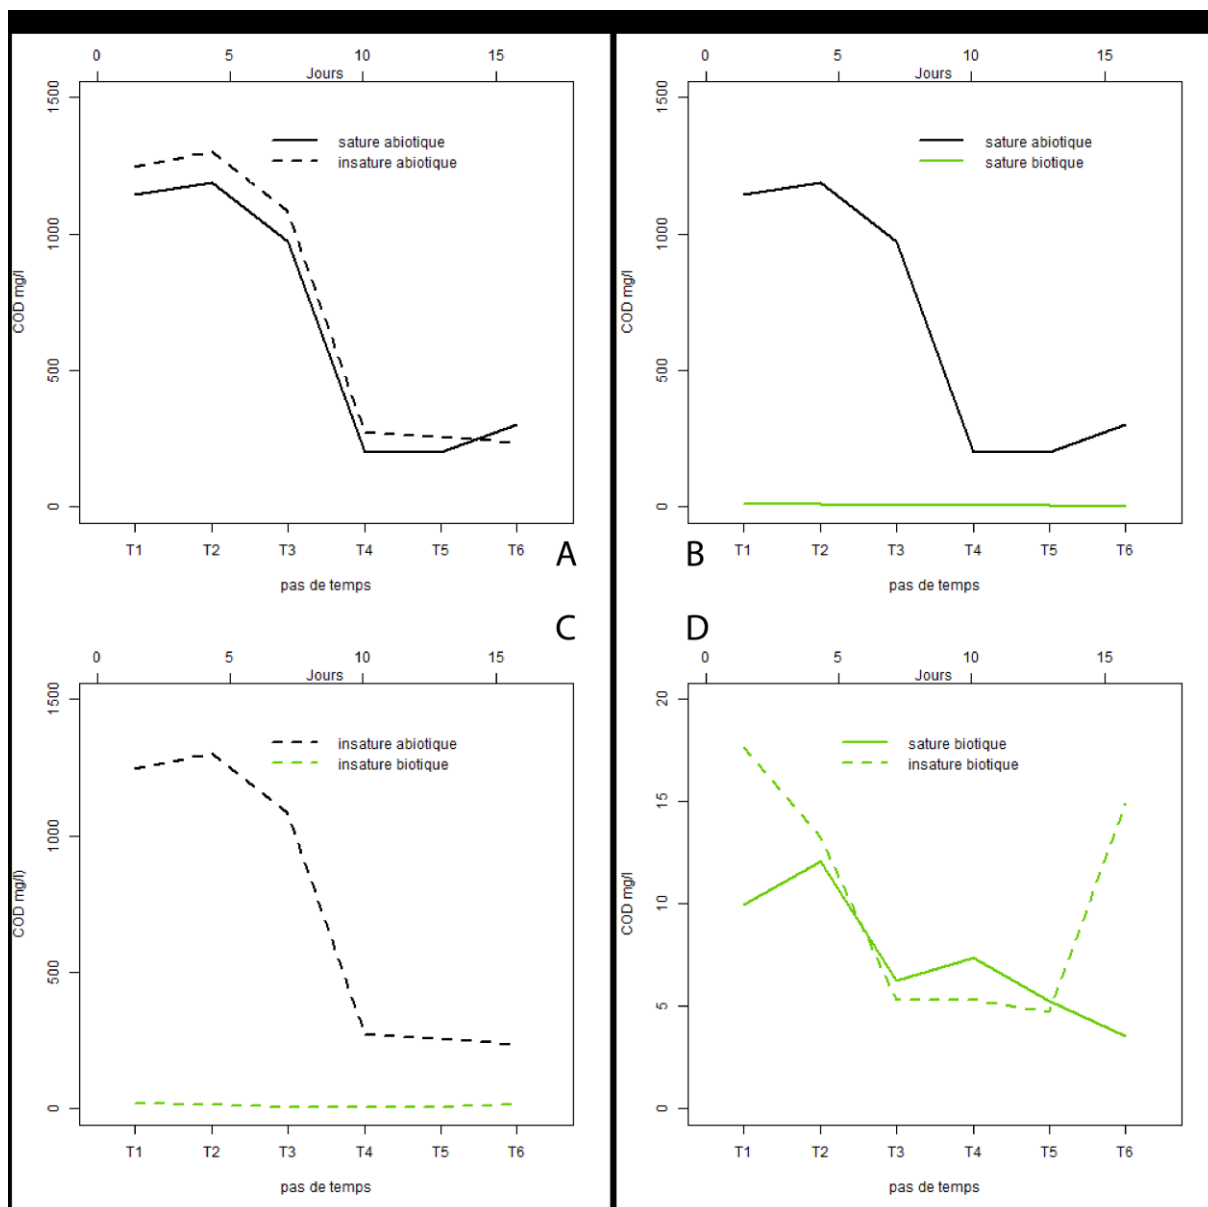 0 5 10 15
Jours
1500
1000
500
0
COD mg/l
sature abiotique
insature abiotique
T1 T2 T3 T4 T5 T6
pas de temps
A
0 5 10 15
Jours
1500
1000
500
0
COD mg/l
sature abiotique
sature biotique
T1 T2 T3 T4 T5 T6
pas de temps
B
C
0 5 10 15
Jours
1500
1000
500
0
COD mg/l)
insature abiotique
insature biotique
T1 T2 T3 T4 T5 T6
pas de temps
D
0 5 10 15
Jours
20
15
10
5
0
COD mg/l
sature biotique
insature biotique
T1 T2 T3 T4 T5 T6
pas de temps